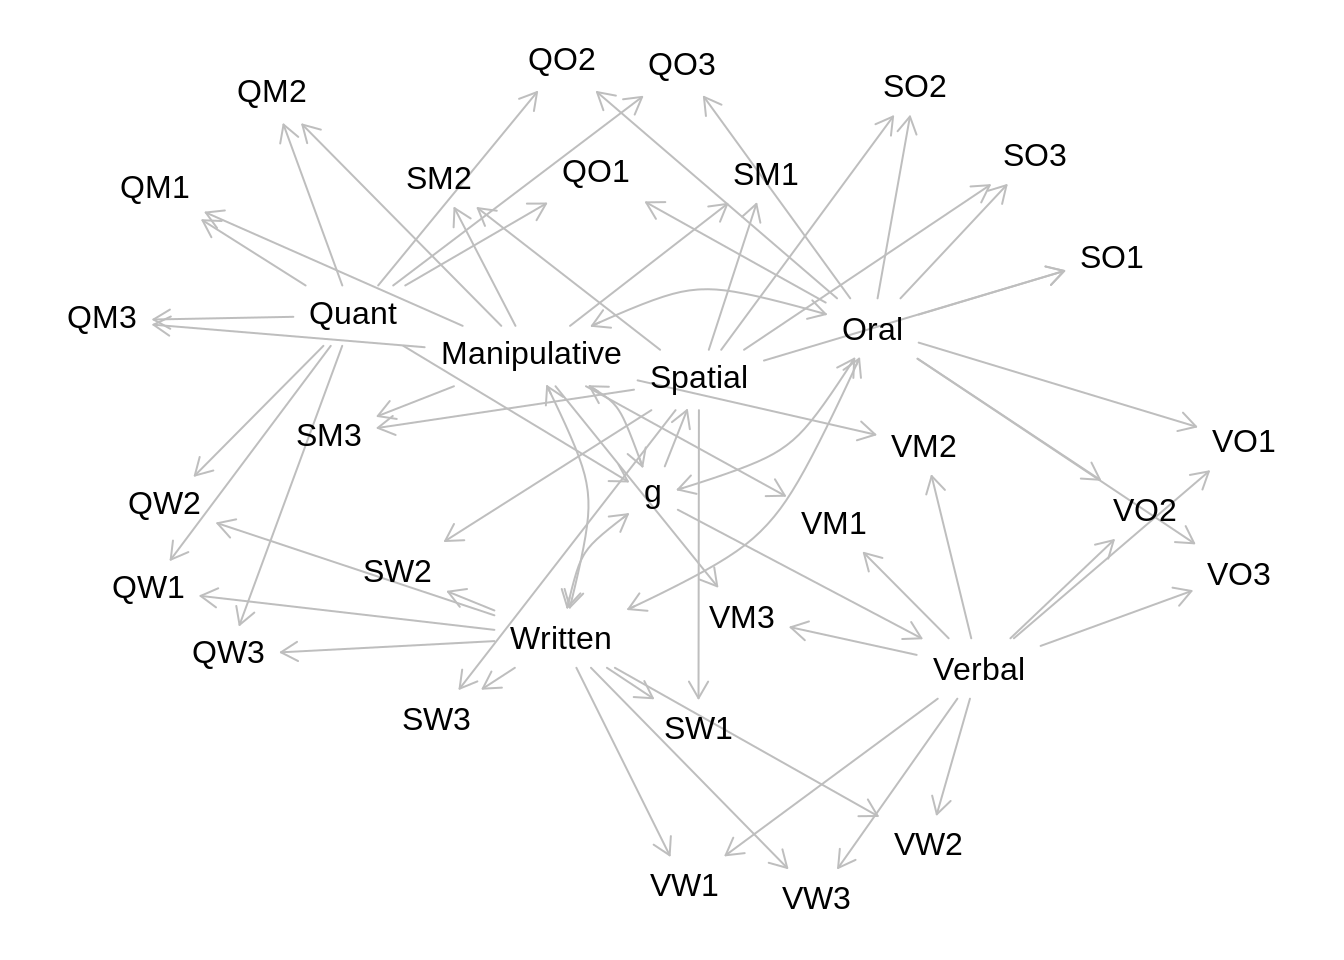 QO2
QO3
SO2
QM2
SO3
QO1
SM1
SM2
QM1
SO1
Quant
QM3
Oral
Manipulative
Spatial
SM3
VO1
VM2
g
QW2
VO2
VM1
SW2
VO3
QW1
VM3
Written
QW3
Verbal
SW3
SW1
VW2
VW1
VW3